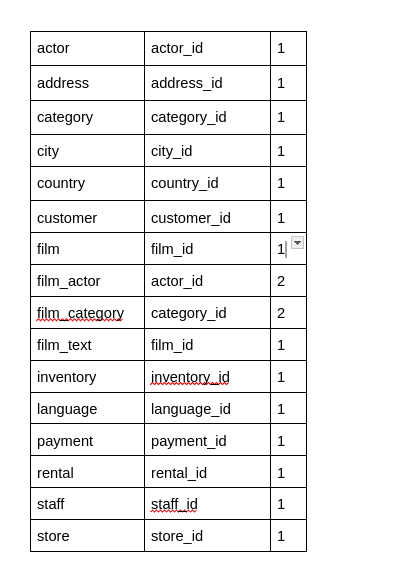 actor actor_id 1
address address_id 1
category category_id 1
city city_id 1
country country_id 1
customer customer_id 1
film film_id 1
film_actor actor_id 2
film_category category_id 2
film_text film_id 1
inventory inventory_id 1
language language_id 1
payment payment_id 1
rental rental_id 1
staff staff_id 1
store store_id 1